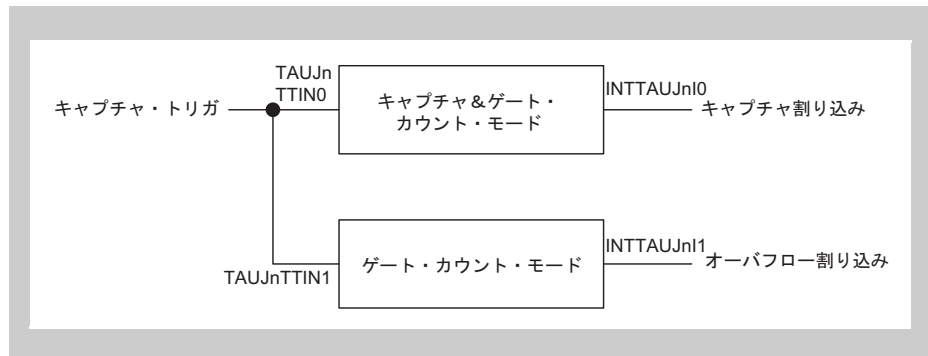 TAUJn
TTIN0
キャプチャ・トリガ
キャプチャ&ゲート・
カウント・モード
INTTAUJnI0
キャプチャ割り込み
TAUJnTTIN1
ゲート・カウント・モード
INTTAUJnI1
オーバフロー割り込み